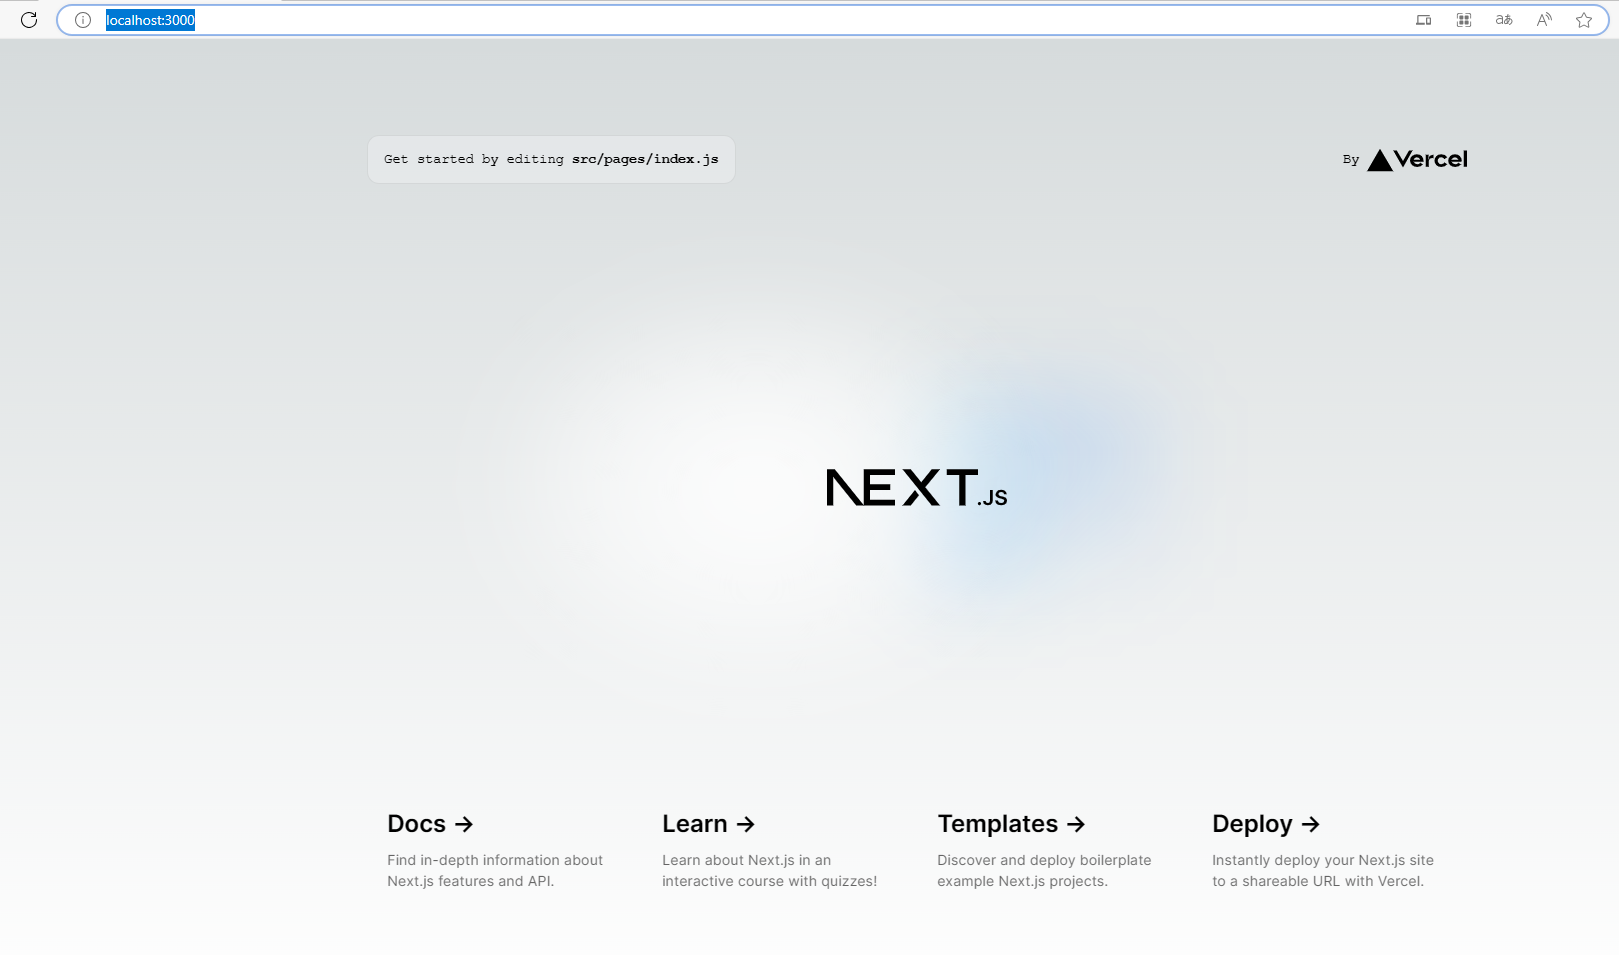 localhost:3000
Get started by editing src/pages/index.js
By Vercel
NEXT.JS
Docs →
Find in-depth information about
Next.js features and API.
Learn →
Learn about Next.js in an
interactive course with quizzes!
Templates →
Discover and deploy boilerplate
example Next.js projects.
Deploy →
Instantly deploy your Next.js site
to a shareable URL with Vercel.